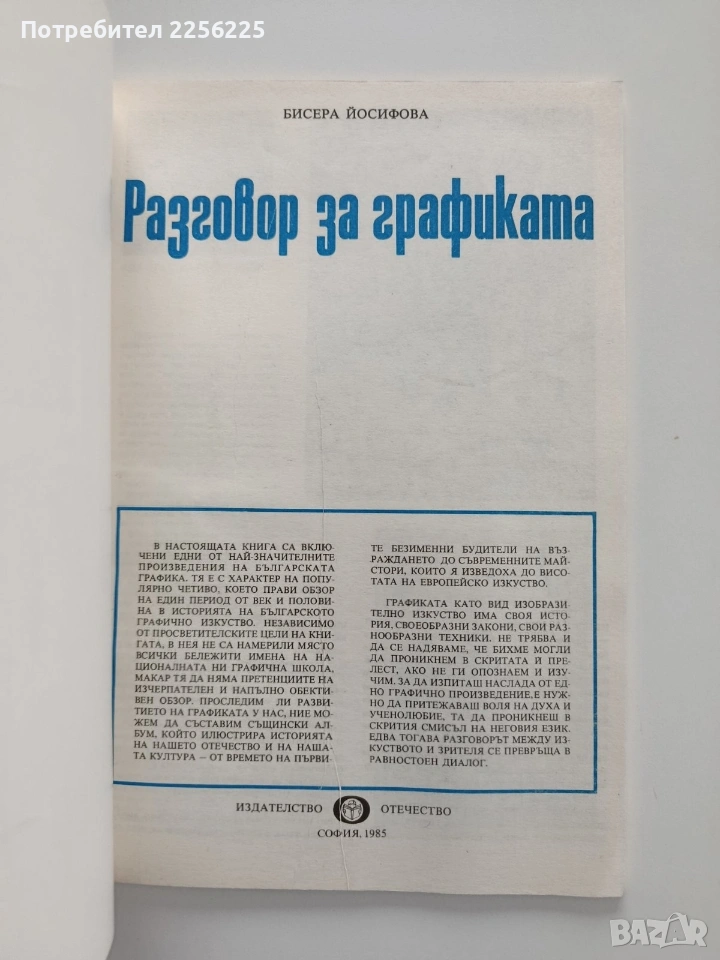 Потребител 2256225
БИСЕРА ЙОСИФОВА
Разговор за графиката
В НАСТОЯЩАТА КНИГА СА ВКЛЮ-
ЧЕНИ ЕДНИ ОТ НАЙ-ЗНАЧИТЕЛНИТЕ
ПРОИЗВЕДЕНИЯ НА БЪЛГАРСКАТА
ГРАФИКА. ТЯ Е С ХАРАКТЕР НА ПОПУ-
ЛЯРНО ЧЕТИВО, КОЕТО ПРАВИ ОБЗОР
НА ЕДИН ПЕРИОД ОТ ВЕК И ПОЛОВИ-
НА В ИСТОРИЯТА НА БЪЛГАРСКОТО
ГРАФИЧНО ИЗКУСТВО. НЕЗАВИСИМО
ОТ ПРОСВЕТИТЕЛСКИТЕ ЦЕЛИ НА КНИ-
ГАТА, В НЕЯ НЕ СА НАМЕРИЛИ МЯСТО
ВСИЧКИ БЕЛЕЖИТИ ИМЕНА НА НА-
ЦИОНАЛНАТА НИ ГРАФИЧНА ШКОЛА,
МАКАР ТЯ ДА НЯМА ПРЕТЕНЦИИТЕ НА
ИЗЧЕРПАТЕЛЕН И НАПЪЛНО ОБЕКТИ-
ВЕН ОБЗОР. ПРОСЛЕДИМ ЛИ РАЗВИ-
ТИЕТО НА ГРАФИКАТА У НАС, НИЕ МО-
ЖЕМ ДА СЪСТАВИМ СЪЩИНСКИ АЛ-
БУМ, КОЙТО ИЛЮСТРИРА ИСТОРИЯТА
НА НАШЕТО ОТЕЧЕСТВО И НА НАША-
ТА КУЛТУРА – ОТ ВРЕМЕТО НА ПЪРВИ-
ТЕ БЕЗИМЕННИ БУДИТЕЛИ НА ВЪЗ-
РАЖДАНЕТО ДО СЪВРЕМЕННИТЕ МАЙ-
СТОРИ, КОИТО Я ИЗВЕДОХА ДО ВИСО-
ТАТА НА ЕВРОПЕЙСКО ИЗКУСТВО.
ГРАФИКАТА КАТО ВИД ИЗОБРАЗИ-
ТЕЛНО ИЗКУСТВО ИМА СВОЯ ИСТО-
РИЯ, СВОЕОБРАЗНИ ЗАКОНИ, СВОИ РАЗ-
НООБРАЗНИ ТЕХНИКИ. НЕ ТРЯБВА И
ДА СЕ НАДЯВАМЕ, ЧЕ БИХМЕ МОГЛИ
ДА ПРОНИКНЕМ В СКРИТАТА Й ПРЕ-
ЛЕСТ, АКО НЕ ГИ ОПОЗНАЕМ И ИЗУ-
ЧИМ. ЗА ДА ИЗПИТАШ НАСЛАДА ОТ ЕД-
НО ГРАФИЧНО ПРОИЗВЕДЕНИЕ, Е НУЖ-
НО ДА ПРИТЕЖАВАШ ВОЛЯ НА ДУХА И
УЧЕНОЛЮБИЕ, ТА ДА ПРОНИКНЕШ В
СКРИТИЯ СМИСЪЛ НА НЕГОВИЯ ЕЗИК.
ЕДВА ТОГАВА РАЗГОВОРЪТ МЕЖДУ ИЗ-
КУСТВОТО И ЗРИТЕЛЯ СЕ ПРЕВРЪЩА В
РАВНОСТОЕН ДИАЛОГ.
ИЗДАТЕЛСТВО ОТЕЧЕСТВО
СОФИЯ, 1985
BAZAR